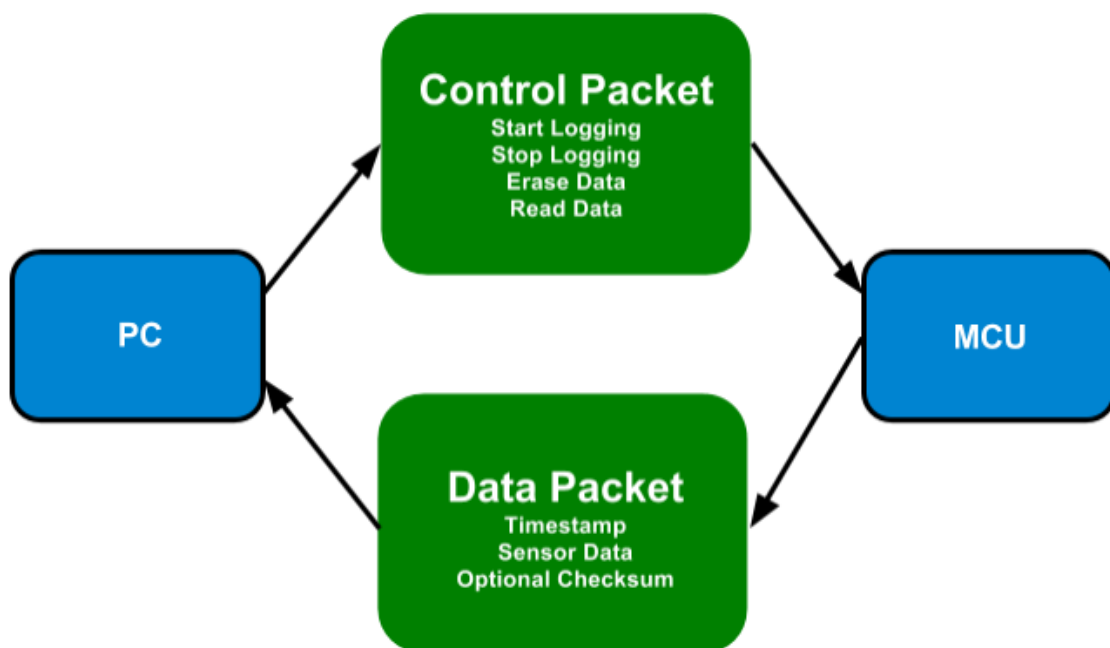 Control Packet
Start Logging
Stop Logging
Erase Data
Read Data
PC
MCU
Data Packet
Timestamp
Sensor Data
Optional Checksum